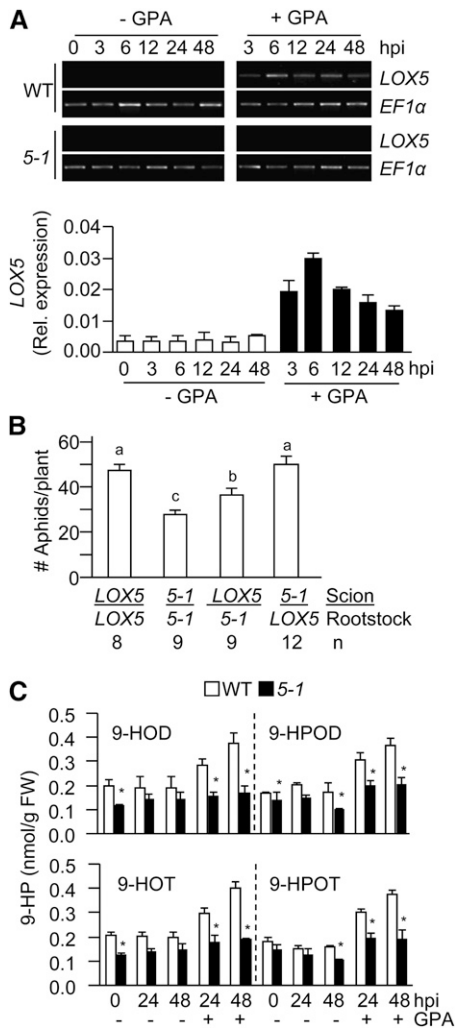 A
- GPA + GPA
0 3 6 12 24 48 3 6 12 24 48 hpi
WT
LOX5
EF1α
5-1
LOX5
EF1α
LOX5
(Rel. expression)
0.04
0.03
0.02
0.01
0.00
0 3 6 12 24 48 3 6 12 24 48 hpi
- GPA + GPA
B
# Aphids/plant
60
40
20
0
a
c
b
a
LOX5 5-1 LOX5 5-1 Scion
LOX5 5-1 5-1 LOX5 Rootstock
8 9 9 12 n
C
WT 5-1
9-HP (nmol/g FW)
0.5
0.4
0.3
0.2
0.1
0.0
9-HOD 9-HPOD
* * * * * * *
0.5
0.4
0.3
0.2
0.1
0.0
9-HOT 9-HPOT
* * * * * *
0 24 48 24 48 0 24 48 24 48 hpi
- - - + + - - - + + GPA